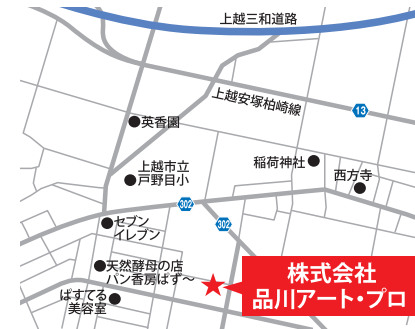 上越三和道路
上越安塚柏崎線
13
英香園
上越市立
戸野目小
稲荷神社
西方寺
302
302
セブン
イレブン
天然酵母の店
パン香房ぱず〜
ぱすてる
美容室
株式会社
品川アート・プロ